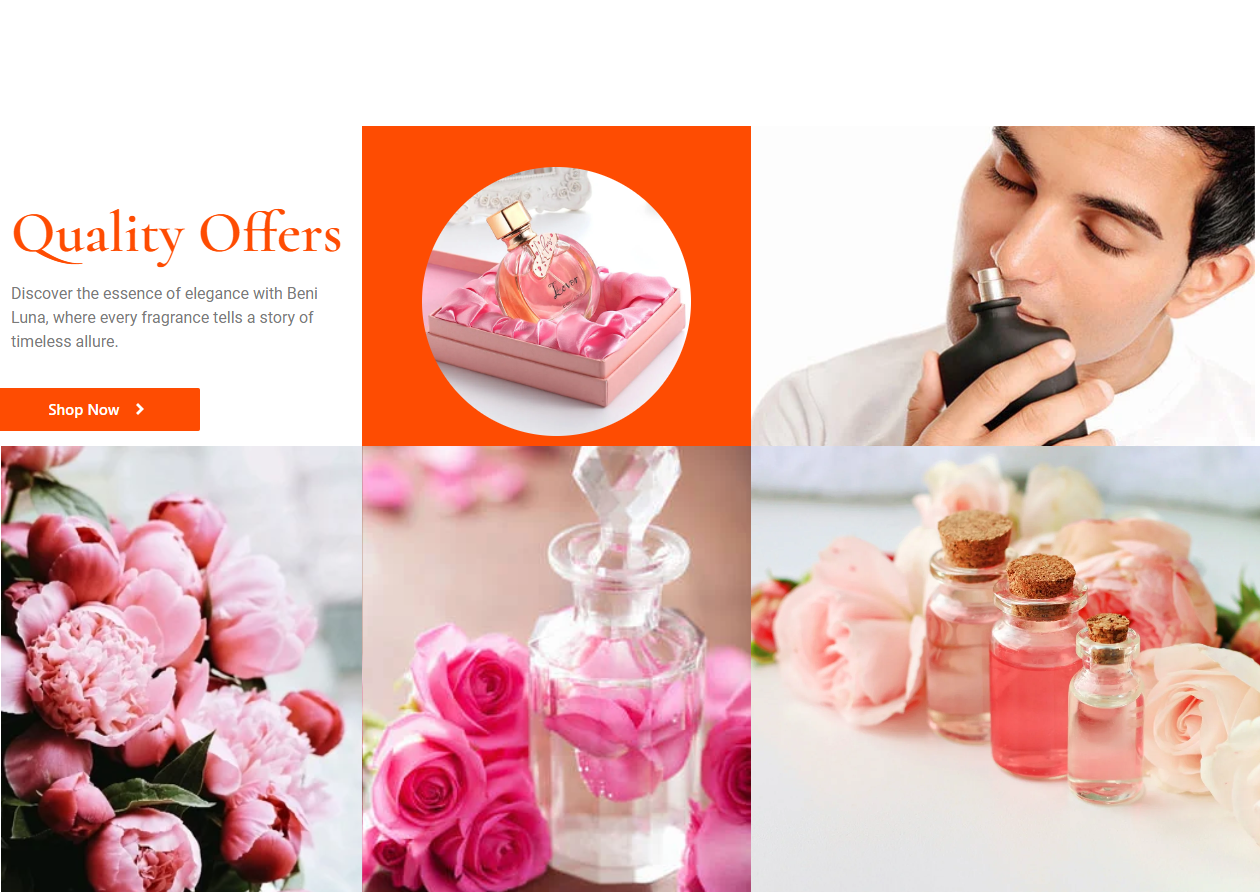 Quality Offers
Discover the essence of elegance with Beni
Luna, where every fragrance tells a story of
timeless allure.
Shop Now
Lover